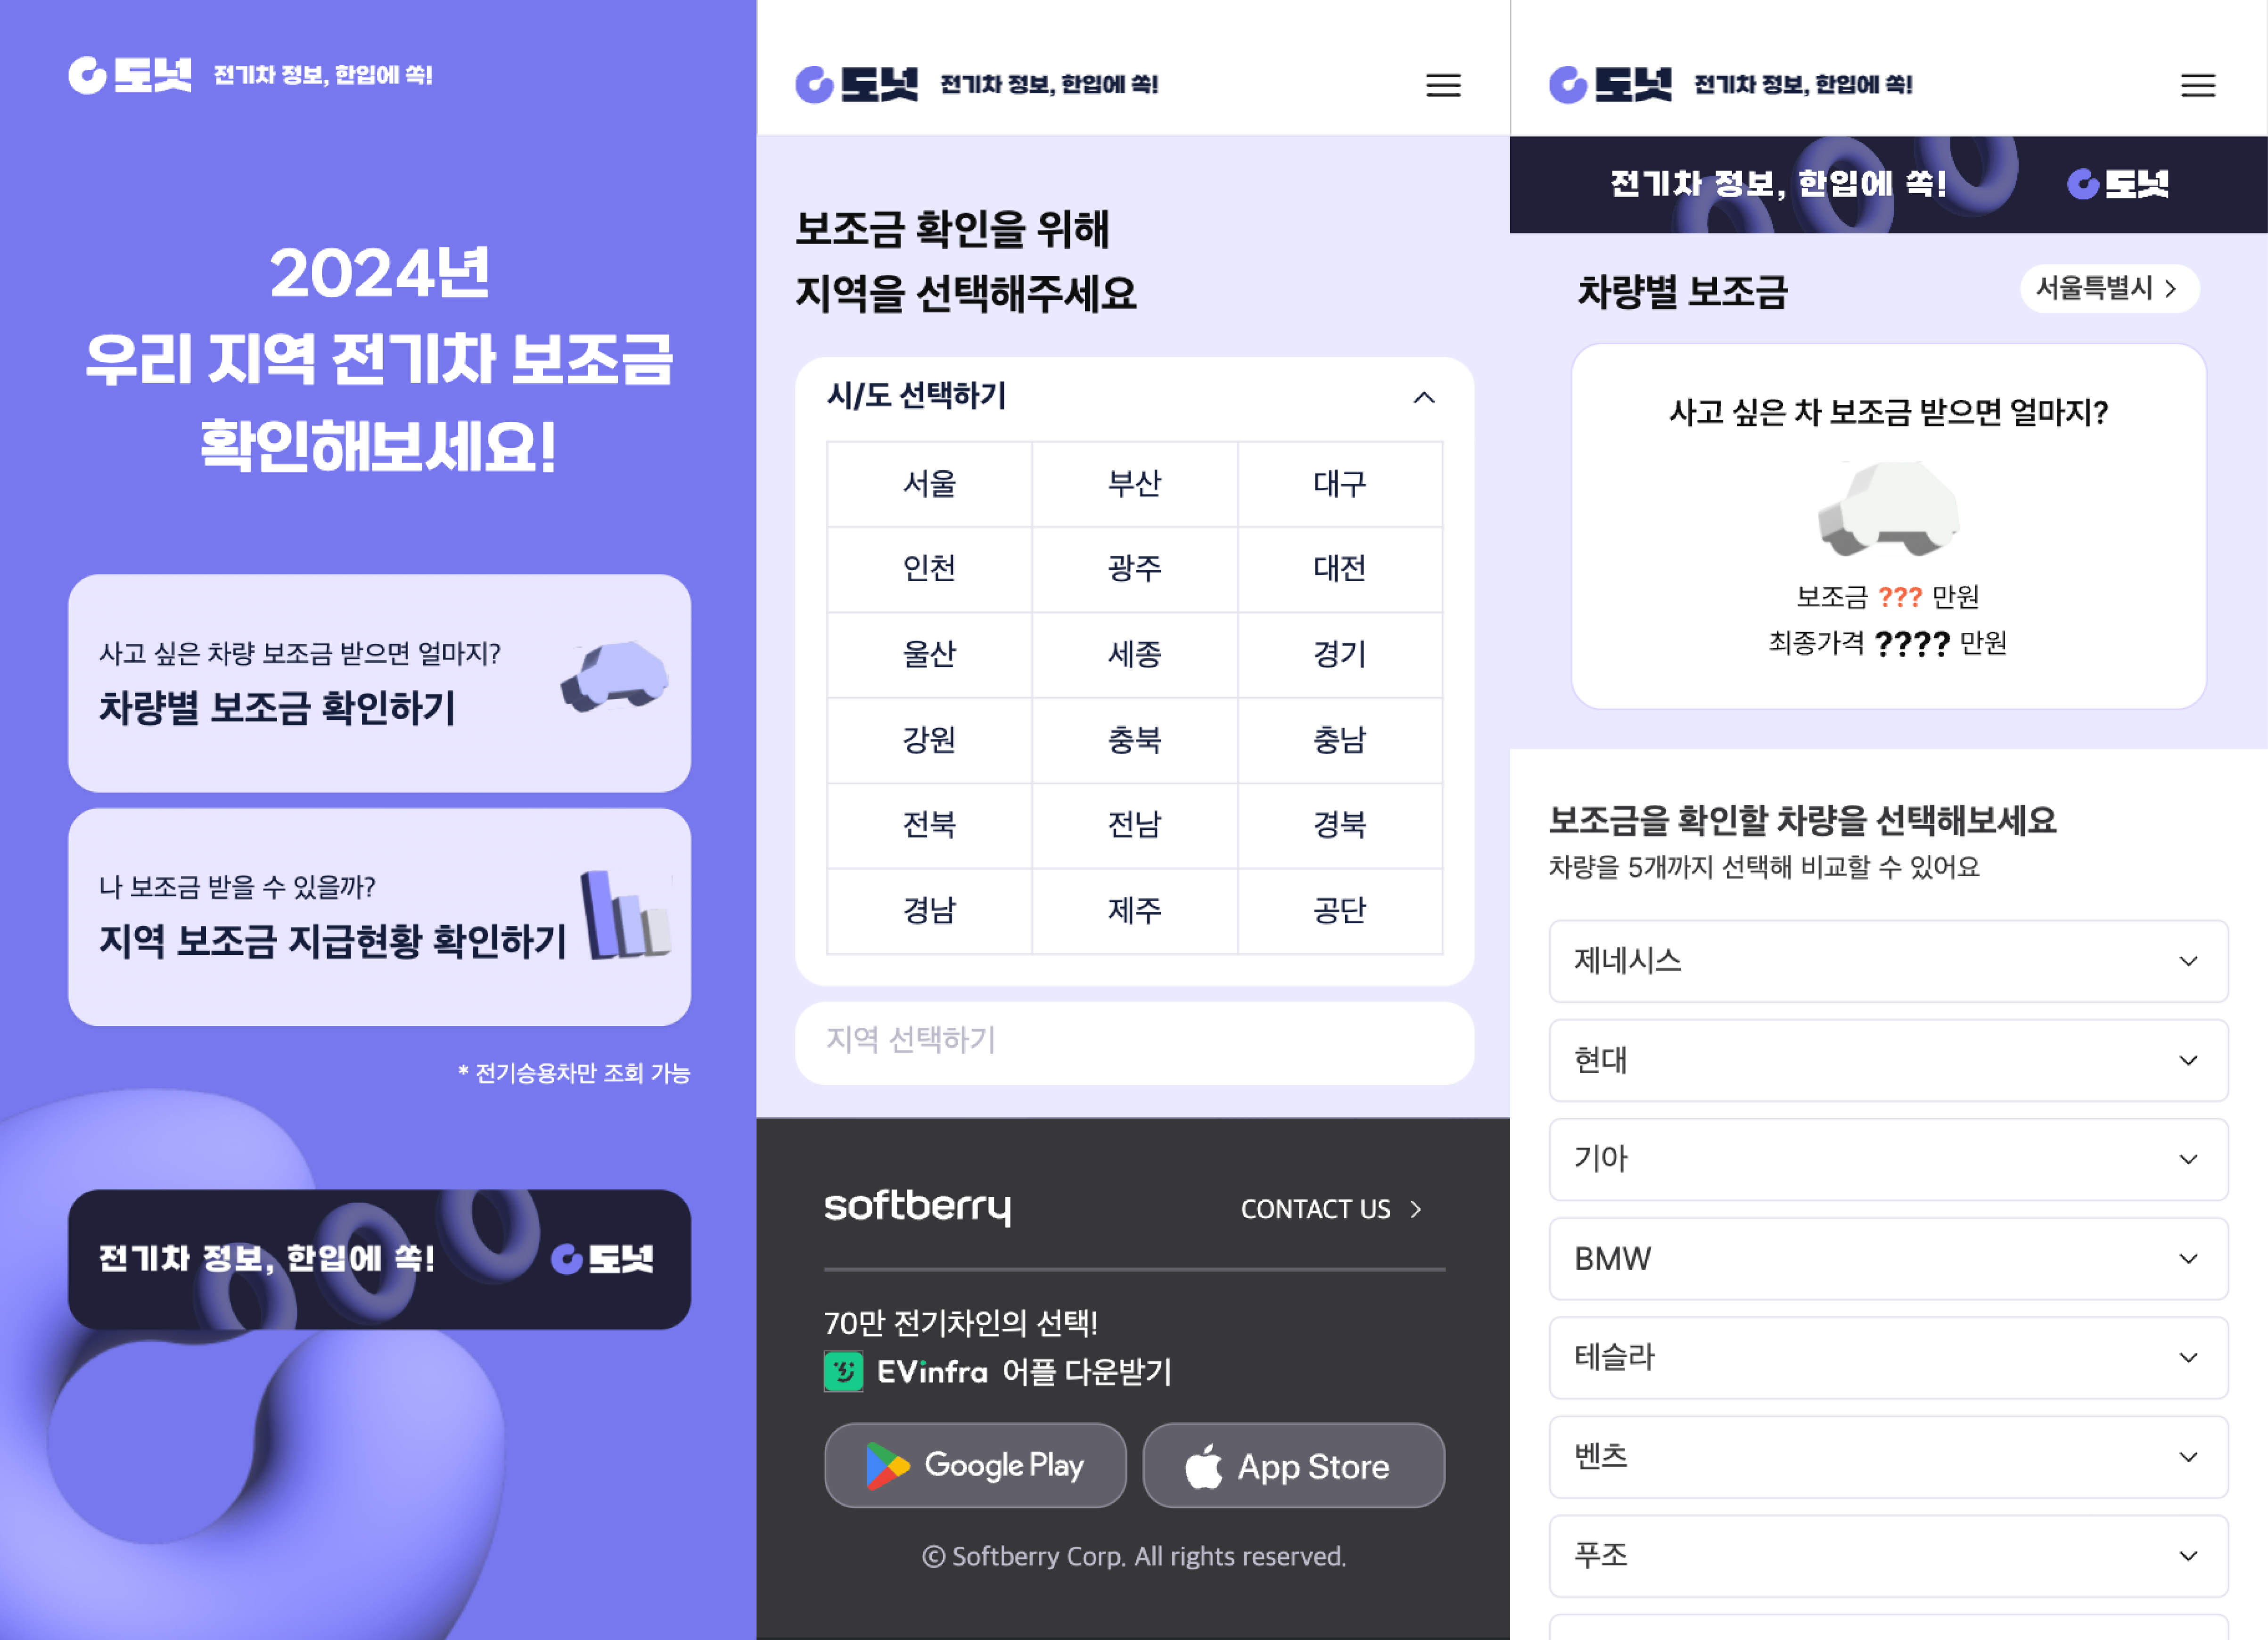 도넛 전기차 정보, 한입에 쏙!
2024년
우리 지역 전기차 보조금
확인해보세요!
사고 싶은 차량 보조금 받으면 얼마지?
차량별 보조금 확인하기
나 보조금 받을 수 있을까?
지역 보조금 지급현황 확인하기
* 전기승용차만 조회 가능
전기차 정보, 한입에 쏙! 도넛
도넛 전기차 정보, 한입에 쏙!
보조금 확인을 위해
지역을 선택해주세요
시/도 선택하기
서울 부산 대구
인천 광주 대전
울산 세종 경기
강원 충북 충남
전북 전남 경북
경남 제주 공단
지역 선택하기
softberry CONTACT US >
70만 전기차인의 선택!
EVinfra 어플 다운받기
Google Play App Store
© Softberry Corp. All rights reserved.
도넛 전기차 정보, 한입에 쏙!
전기차 정보, 한입에 쏙! 도넛
차량별 보조금 서울특별시 >
사고 싶은 차 보조금 받으면 얼마지?
보조금 ??? 만원
최종가격 ???? 만원
보조금을 확인할 차량을 선택해보세요
차량을 5개까지 선택해 비교할 수 있어요
제네시스
현대
기아
BMW
테슬라
벤츠
푸조